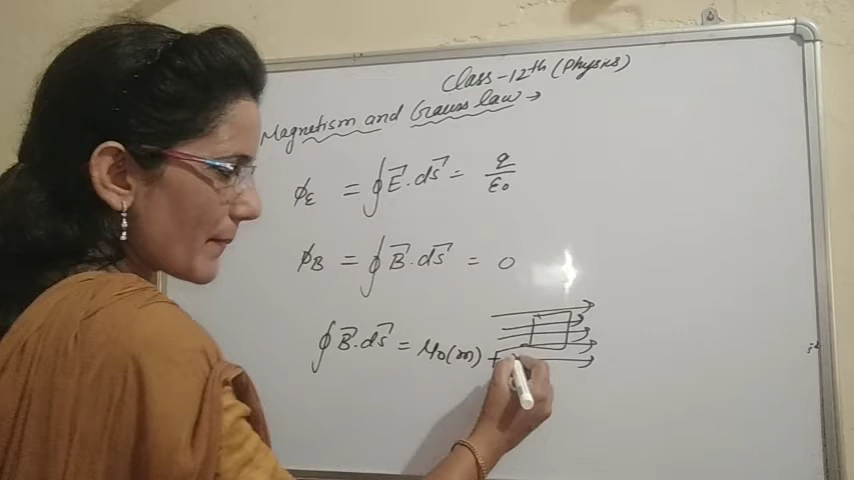 Class-12th (Physics)
Magnetism and Gauss law →
ϕE = ∮E⃗.ds⃗ = q/ε0
ϕB = ∮B⃗.ds⃗ = 0
∮B⃗.ds⃗ = μ0(m)